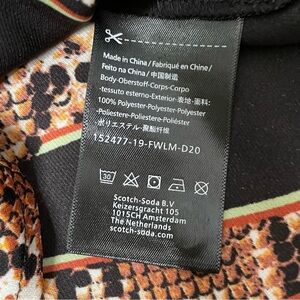 Made in China / Fabriqué en Chine /
Feito na China / 中国制造
Body-Oberstoff-Corps-Corpo
-tessuto esterno-Exterior-表地-面料:
100% Polyester-Polyester-Polyester
-Poliestere-Poliester-Poliéster
-ポリエステル-聚酯纤维
152477-19-FWLM-D20
30
Scotch-Soda B.V
Keizersgracht 105
1015CH Amsterdam
The Netherlands
scotch-soda.com